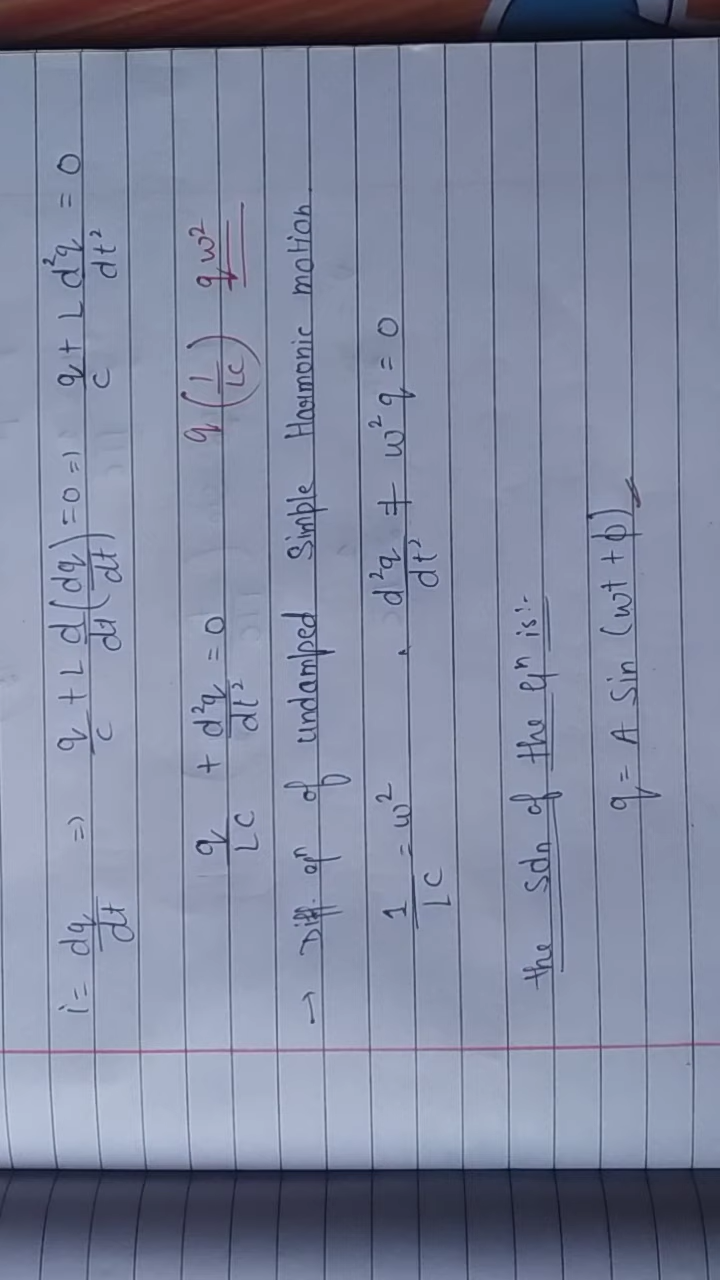 i = dq/dt => q/c + L d/dt (dq/dt) = 0 => q/c + L d²q/dt² = 0
q/LC + d²q/dt² = 0 q(1/LC) qω²
→ Diff. eqⁿ of undamped Simple Harmonic motion.
1/LC = ω² d²q/dt² + ω²q = 0
the soln of the eqⁿ is:-
q = A sin (ωt + φ)